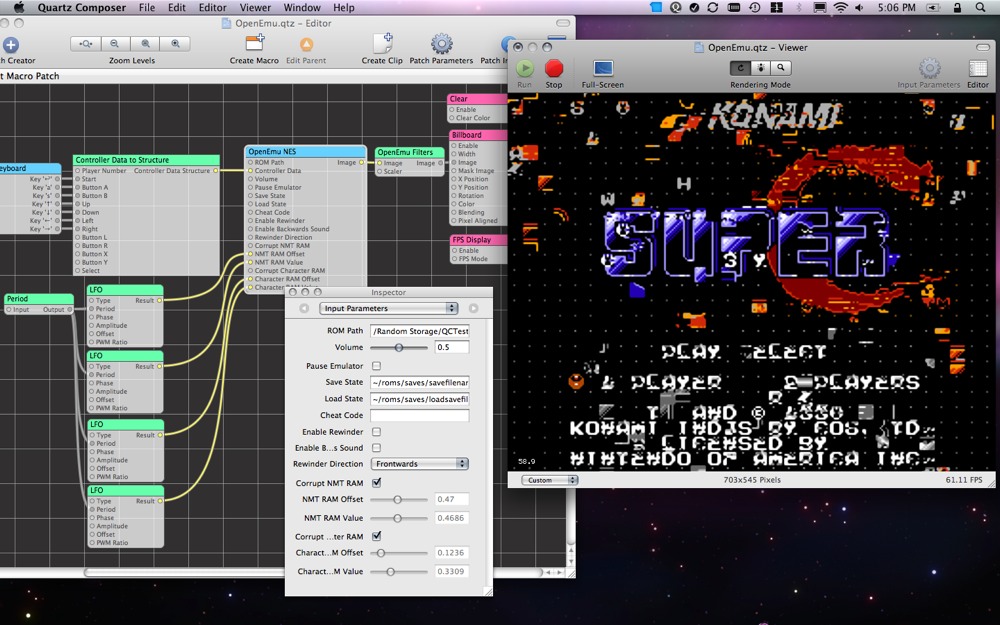 Quartz Composer File Edit Editor Viewer Window Help 5:06 PM
OpenEmu.qtz – Editor
Creator Zoom Levels Create Macro Edit Parent Create Clip Patch Parameters Patch
Macro Patch
Keyboard
Key
Key 'a'
Key 's'
Key '↑'
Key '↓'
Key '←'
Key '→'
Controller Data to Structure
Player Number Controller Data Structure
Start
Button A
Button B
Up
Down
Left
Right
Button L
Button R
Button X
Button Y
Select
OpenEmu NES
ROM Path Image
Controller Data
Volume
Pause Emulator
Save State
Load State
Cheat Code
Enable Rewinder
Enable Backwards Sound
Rewinder Direction
Corrupt NMT RAM
NMT RAM Offset
NMT RAM Value
Corrupt Character RAM
Character RAM Offset
OpenEmu Filters
Image Image
Scaler
Clear
Enable
Clear Color
Billboard
Enable
Width
Image
Mask Image
X Position
Y Position
Rotation
Color
Blending
Pixel Aligned
FPS Display
Enable
FPS Mode
Period
Input Output
LFO
Type Result
Period
Phase
Amplitude
Offset
PWM Ratio
LFO
Type Result
Period
Phase
Amplitude
Offset
PWM Ratio
LFO
Type Result
Period
Phase
Amplitude
Offset
PWM Ratio
LFO
Type Result
Period
Phase
Amplitude
Offset
PWM Ratio
Inspector
Input Parameters
ROM Path /Random Storage/QCTest
Volume 0.5
Pause Emulator
Save State ~/roms/saves/savefilenar
Load State ~/roms/saves/loadsavefil
Cheat Code
Enable Rewinder
Enable B...s Sound
Rewinder Direction Frontwards
Corrupt NMT RAM
NMT RAM Offset 0.47
NMT RAM Value 0.4686
Corrupt ...ter RAM
Charact...M Offset 0.1236
Charact...M Value 0.3309
OpenEmu.qtz – Viewer
Run Stop Full-Screen Rendering Mode Input Parameters Editor
KONAMI
SUPER C
PLAY SELECT
PLAYER PLAYERS
AND
KONAMI
LICENSED BY
NINTENDO OF AMERICA INC
58.9
Custom 703x545 Pixels 61.11 FPS